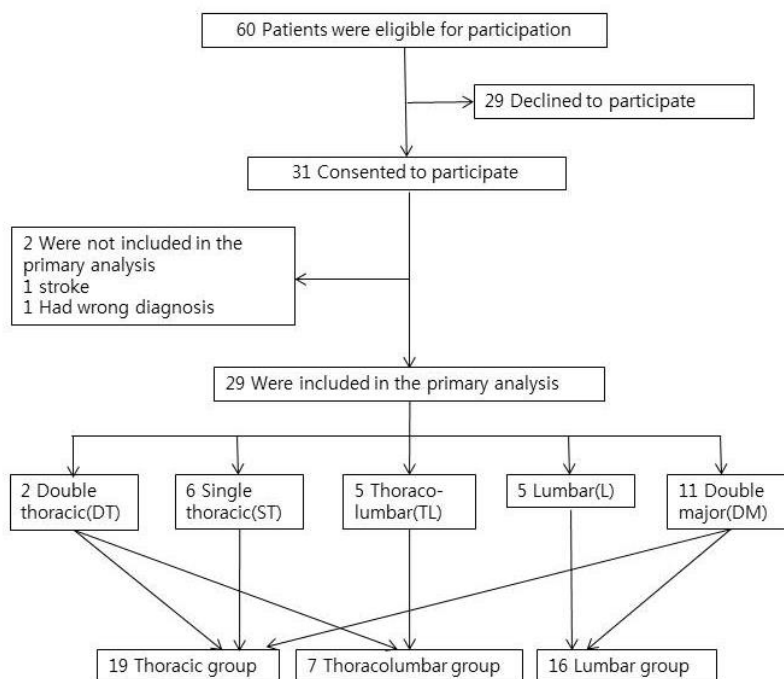 60 Patients were eligible for participation
29 Declined to participate
31 Consented to participate
2 Were not included in the
primary analysis
1 stroke
1 Had wrong diagnosis
29 Were included in the primary analysis
2 Double
thoracic(DT)
6 Single
thoracic(ST)
5 Thoraco-
lumbar(TL)
5 Lumbar(L)
11 Double
major(DM)
19 Thoracic group
7 Thoracolumbar group
16 Lumbar group